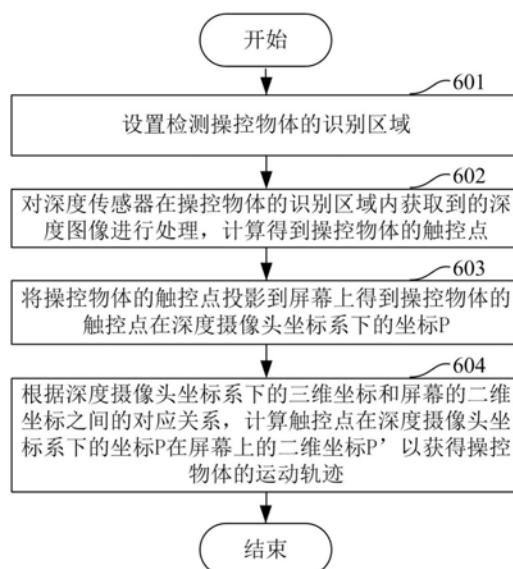 开始
601
设置检测操控物体的识别区域
602
对深度传感器在操控物体的识别区域内获取到的深
度图像进行处理，计算得到操控物体的触控点
603
将操控物体的触控点投影到屏幕上得到操控物体的
触控点在深度摄像头坐标系下的坐标P
604
根据深度摄像头坐标系下的三维坐标和屏幕的二维
坐标之间的对应关系，计算触控点在深度摄像头坐
标系下的坐标P在屏幕上的二维坐标P’以获得操控
物体的运动轨迹
结束